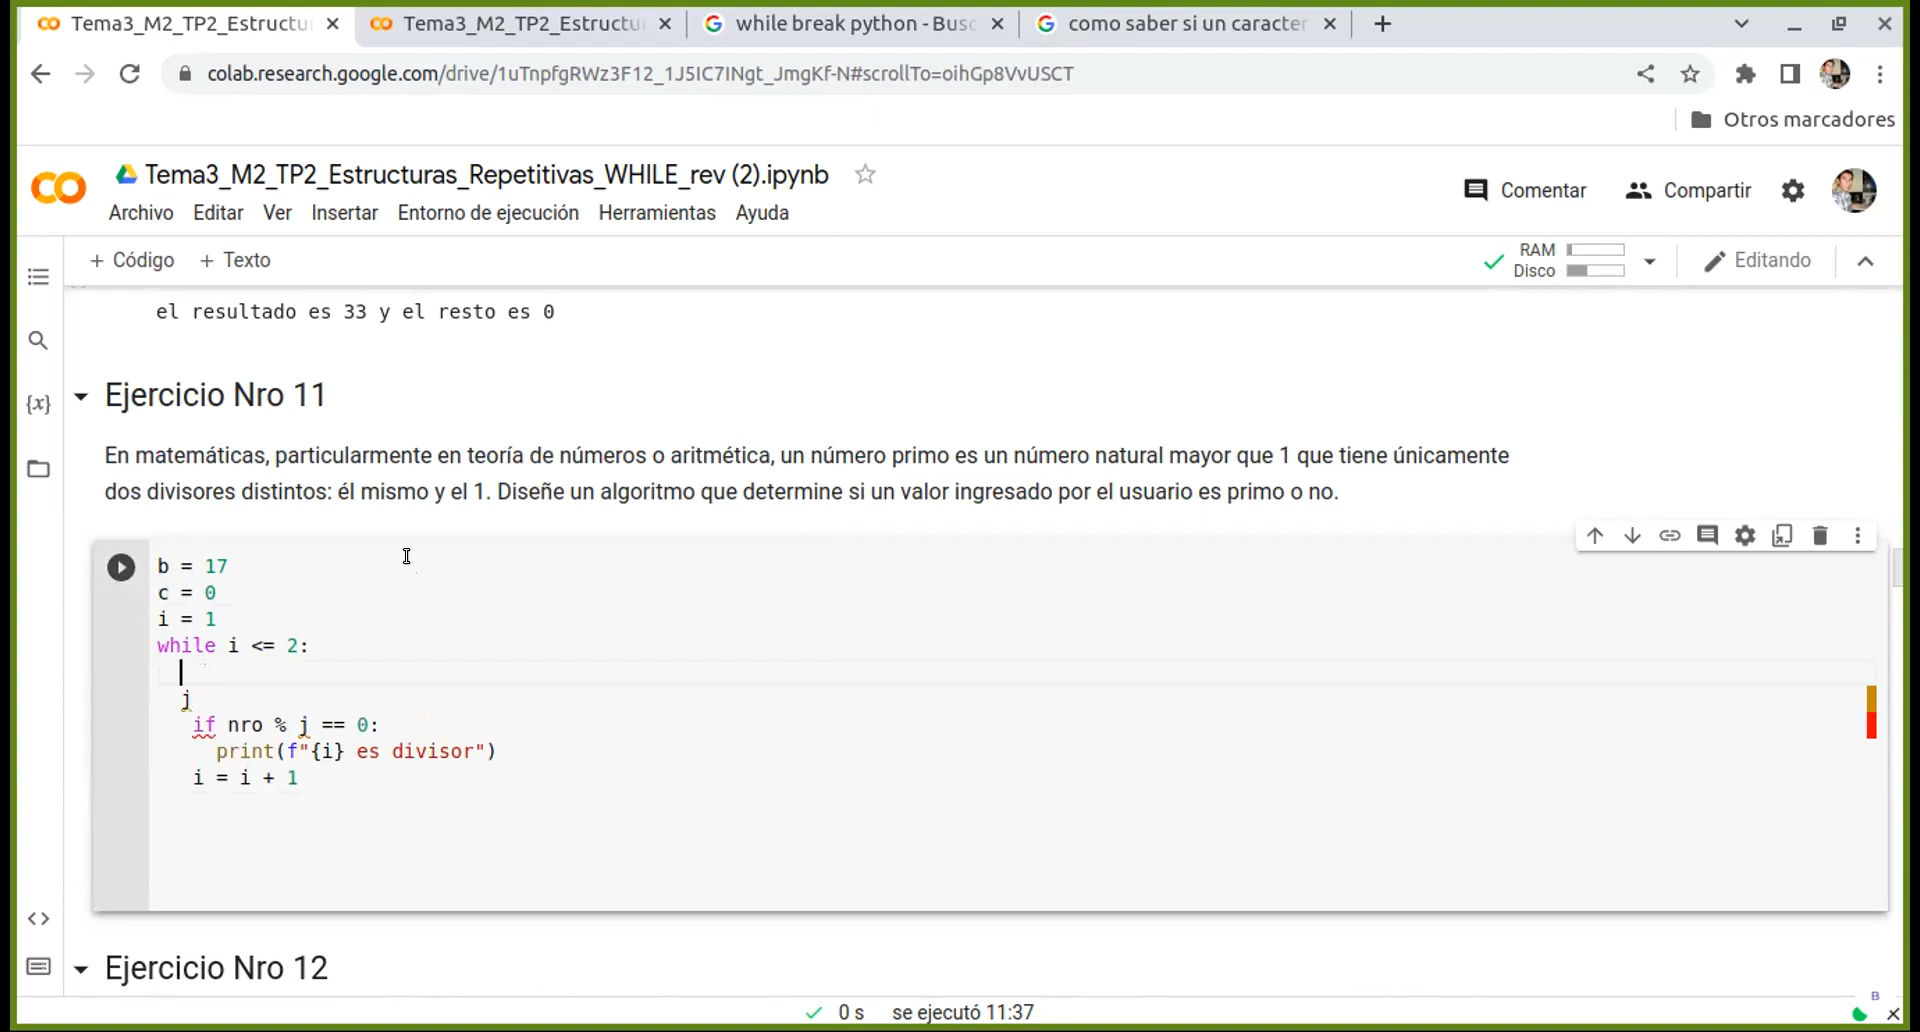 Tema3_M2_TP2_Estructu
Tema3_M2_TP2_Estructu
while break python - Busc
como saber si un caracter
colab.research.google.com/drive/1uTnpfgRWz3F12_1J5IC7INgt_JmgKf-N#scrollTo=oihGp8VvUSCT
Otros marcadores
Tema3_M2_TP2_Estructuras_Repetitivas_WHILE_rev (2).ipynb
Comentar
Compartir
Archivo Editar Ver Insertar Entorno de ejecución Herramientas Ayuda
+ Código + Texto
RAM
Disco
Editando
el resultado es 33 y el resto es 0
Ejercicio Nro 11
En matemáticas, particularmente en teoría de números o aritmética, un número primo es un número natural mayor que 1 que tiene únicamente
dos divisores distintos: él mismo y el 1. Diseñe un algoritmo que determine si un valor ingresado por el usuario es primo o no.
b = 17
c = 0
i = 1
while i <= 2:
j
if nro % j == 0:
print(f"{i} es divisor")
i = i + 1
Ejercicio Nro 12
0 s se ejecutó 11:37
B